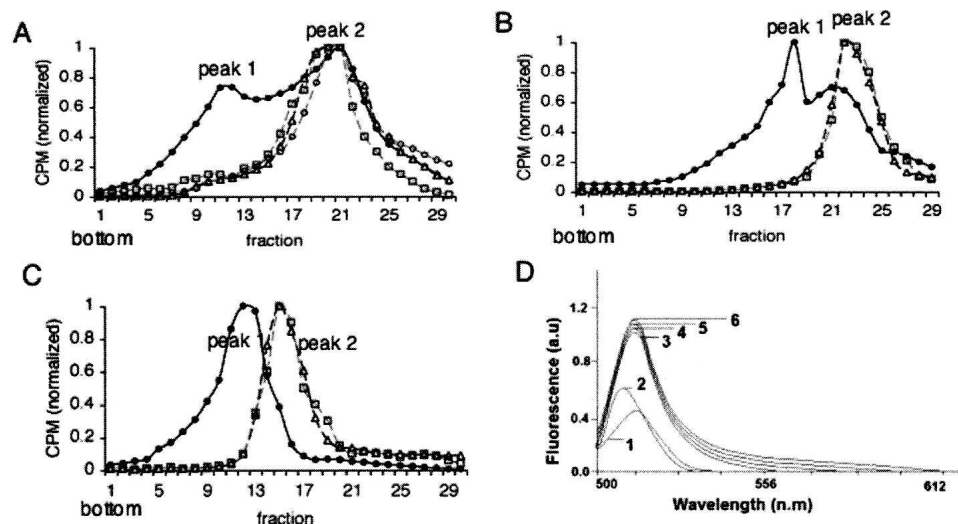 A
CPM (normalized)
1
0.8
0.6
0.4
0.2
0
peak 1
peak 2
1 5 9 13 17 21 25 29
bottom
fraction
B
CPM (normalized)
1
0.8
0.6
0.4
0.2
0
peak 1
peak 2
1 5 9 13 17 21 25 29
bottom
fraction
C
CPM (normalized)
1
0.8
0.6
0.4
0.2
0
peak
peak 2
1 5 9 13 17 21 25 29
bottom
fraction
D
Fluorescence (a.u)
1.2
0.8
0.4
0.0
6
5
4
3
2
1
500 556 612
Wavelength (n.m)